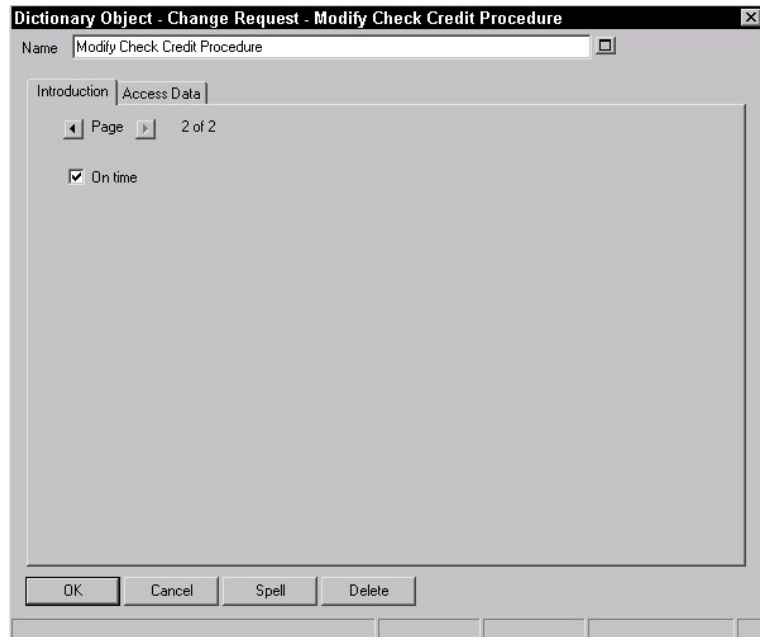 Dictionary Object - Change Request - Modify Check Credit Procedure
Name Modify Check Credit Procedure
Introduction Access Data
Page 2 of 2
On time
OK Cancel Spell Delete